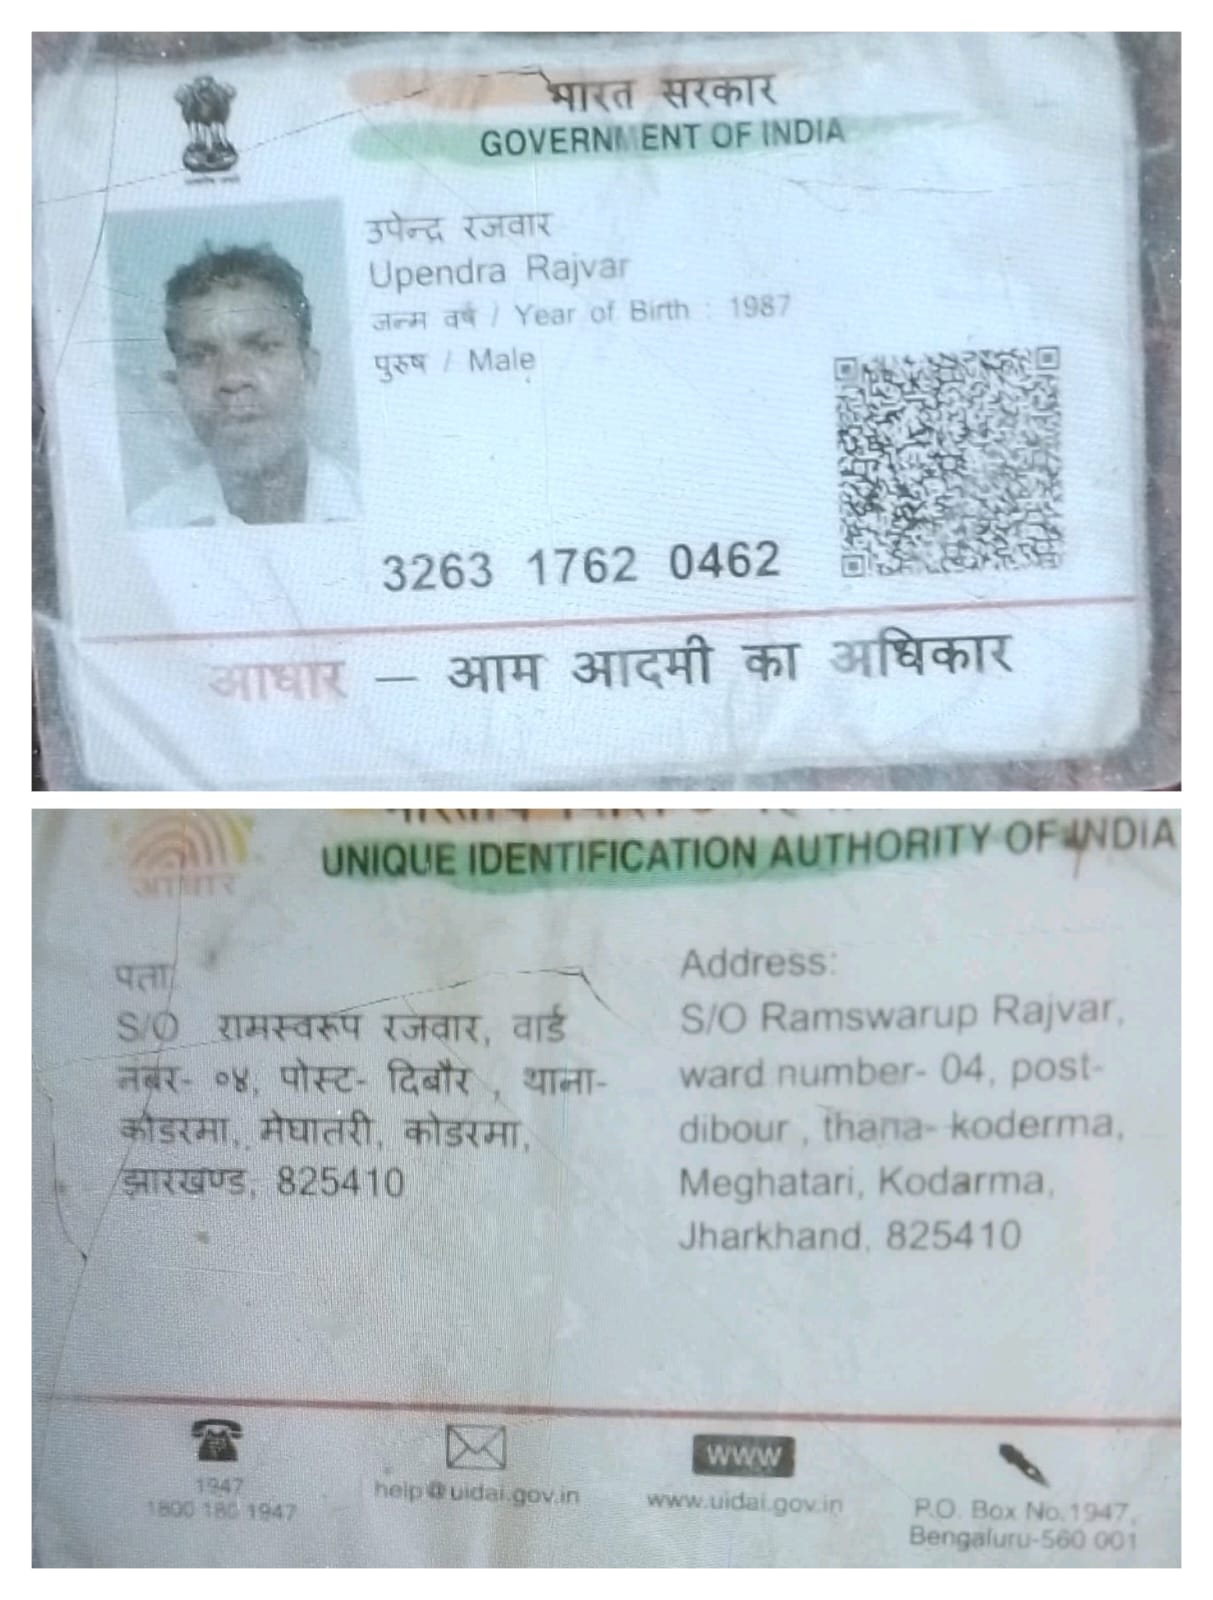 भारत सरकार
GOVERNMENT OF INDIA
उपेन्द्र रजवार
Upendra Rajvar
जन्म वर्ष / Year of Birth : 1987
पुरुष / Male
3263 1762 0462
आधार – आम आदमी का अधिकार
UNIQUE IDENTIFICATION AUTHORITY OF INDIA
आधार
पता
S/O रामस्वरूप रजवार, वार्ड
नंबर- ०४, पोस्ट- दिबौर , थाना-
कोडरमा, मेघातरी, कोडरमा,
झारखण्ड, 825410
Address:
S/O Ramswarup Rajvar,
ward number- 04, post-
dibour , thana- koderma,
Meghatari, Kodarma,
Jharkhand, 825410
1947
1800 180 1947
help@uidai.gov.in
www
www.uidai.gov.in
P.O. Box No.1947,
Bengaluru-560 001